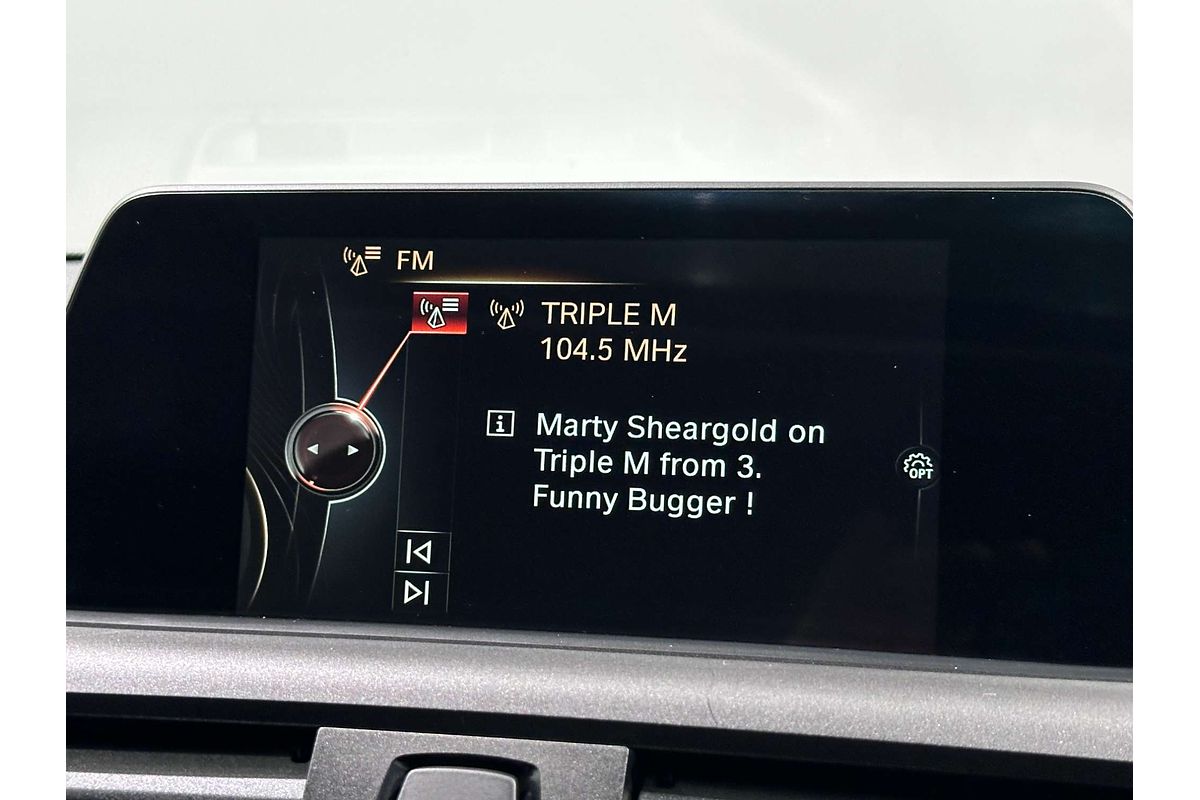 FM
TRIPLE M
104.5 MHz
Marty Sheargold on
Triple M from 3.
Funny Bugger !
OPT